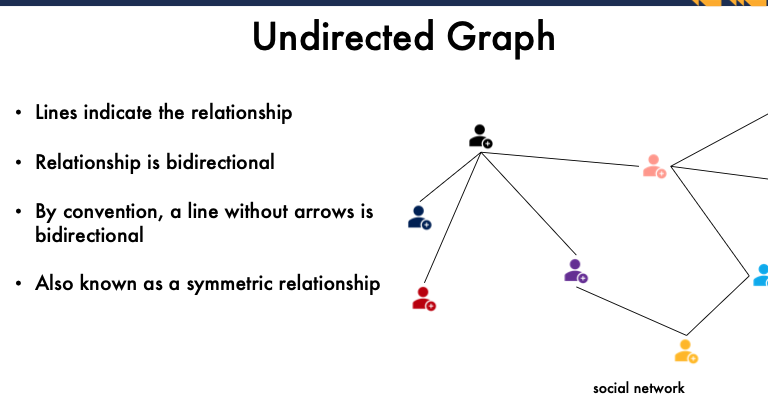 Undirected Graph
• Lines indicate the relationship
• Relationship is bidirectional
• By convention, a line without arrows is
bidirectional
• Also known as a symmetric relationship
social network